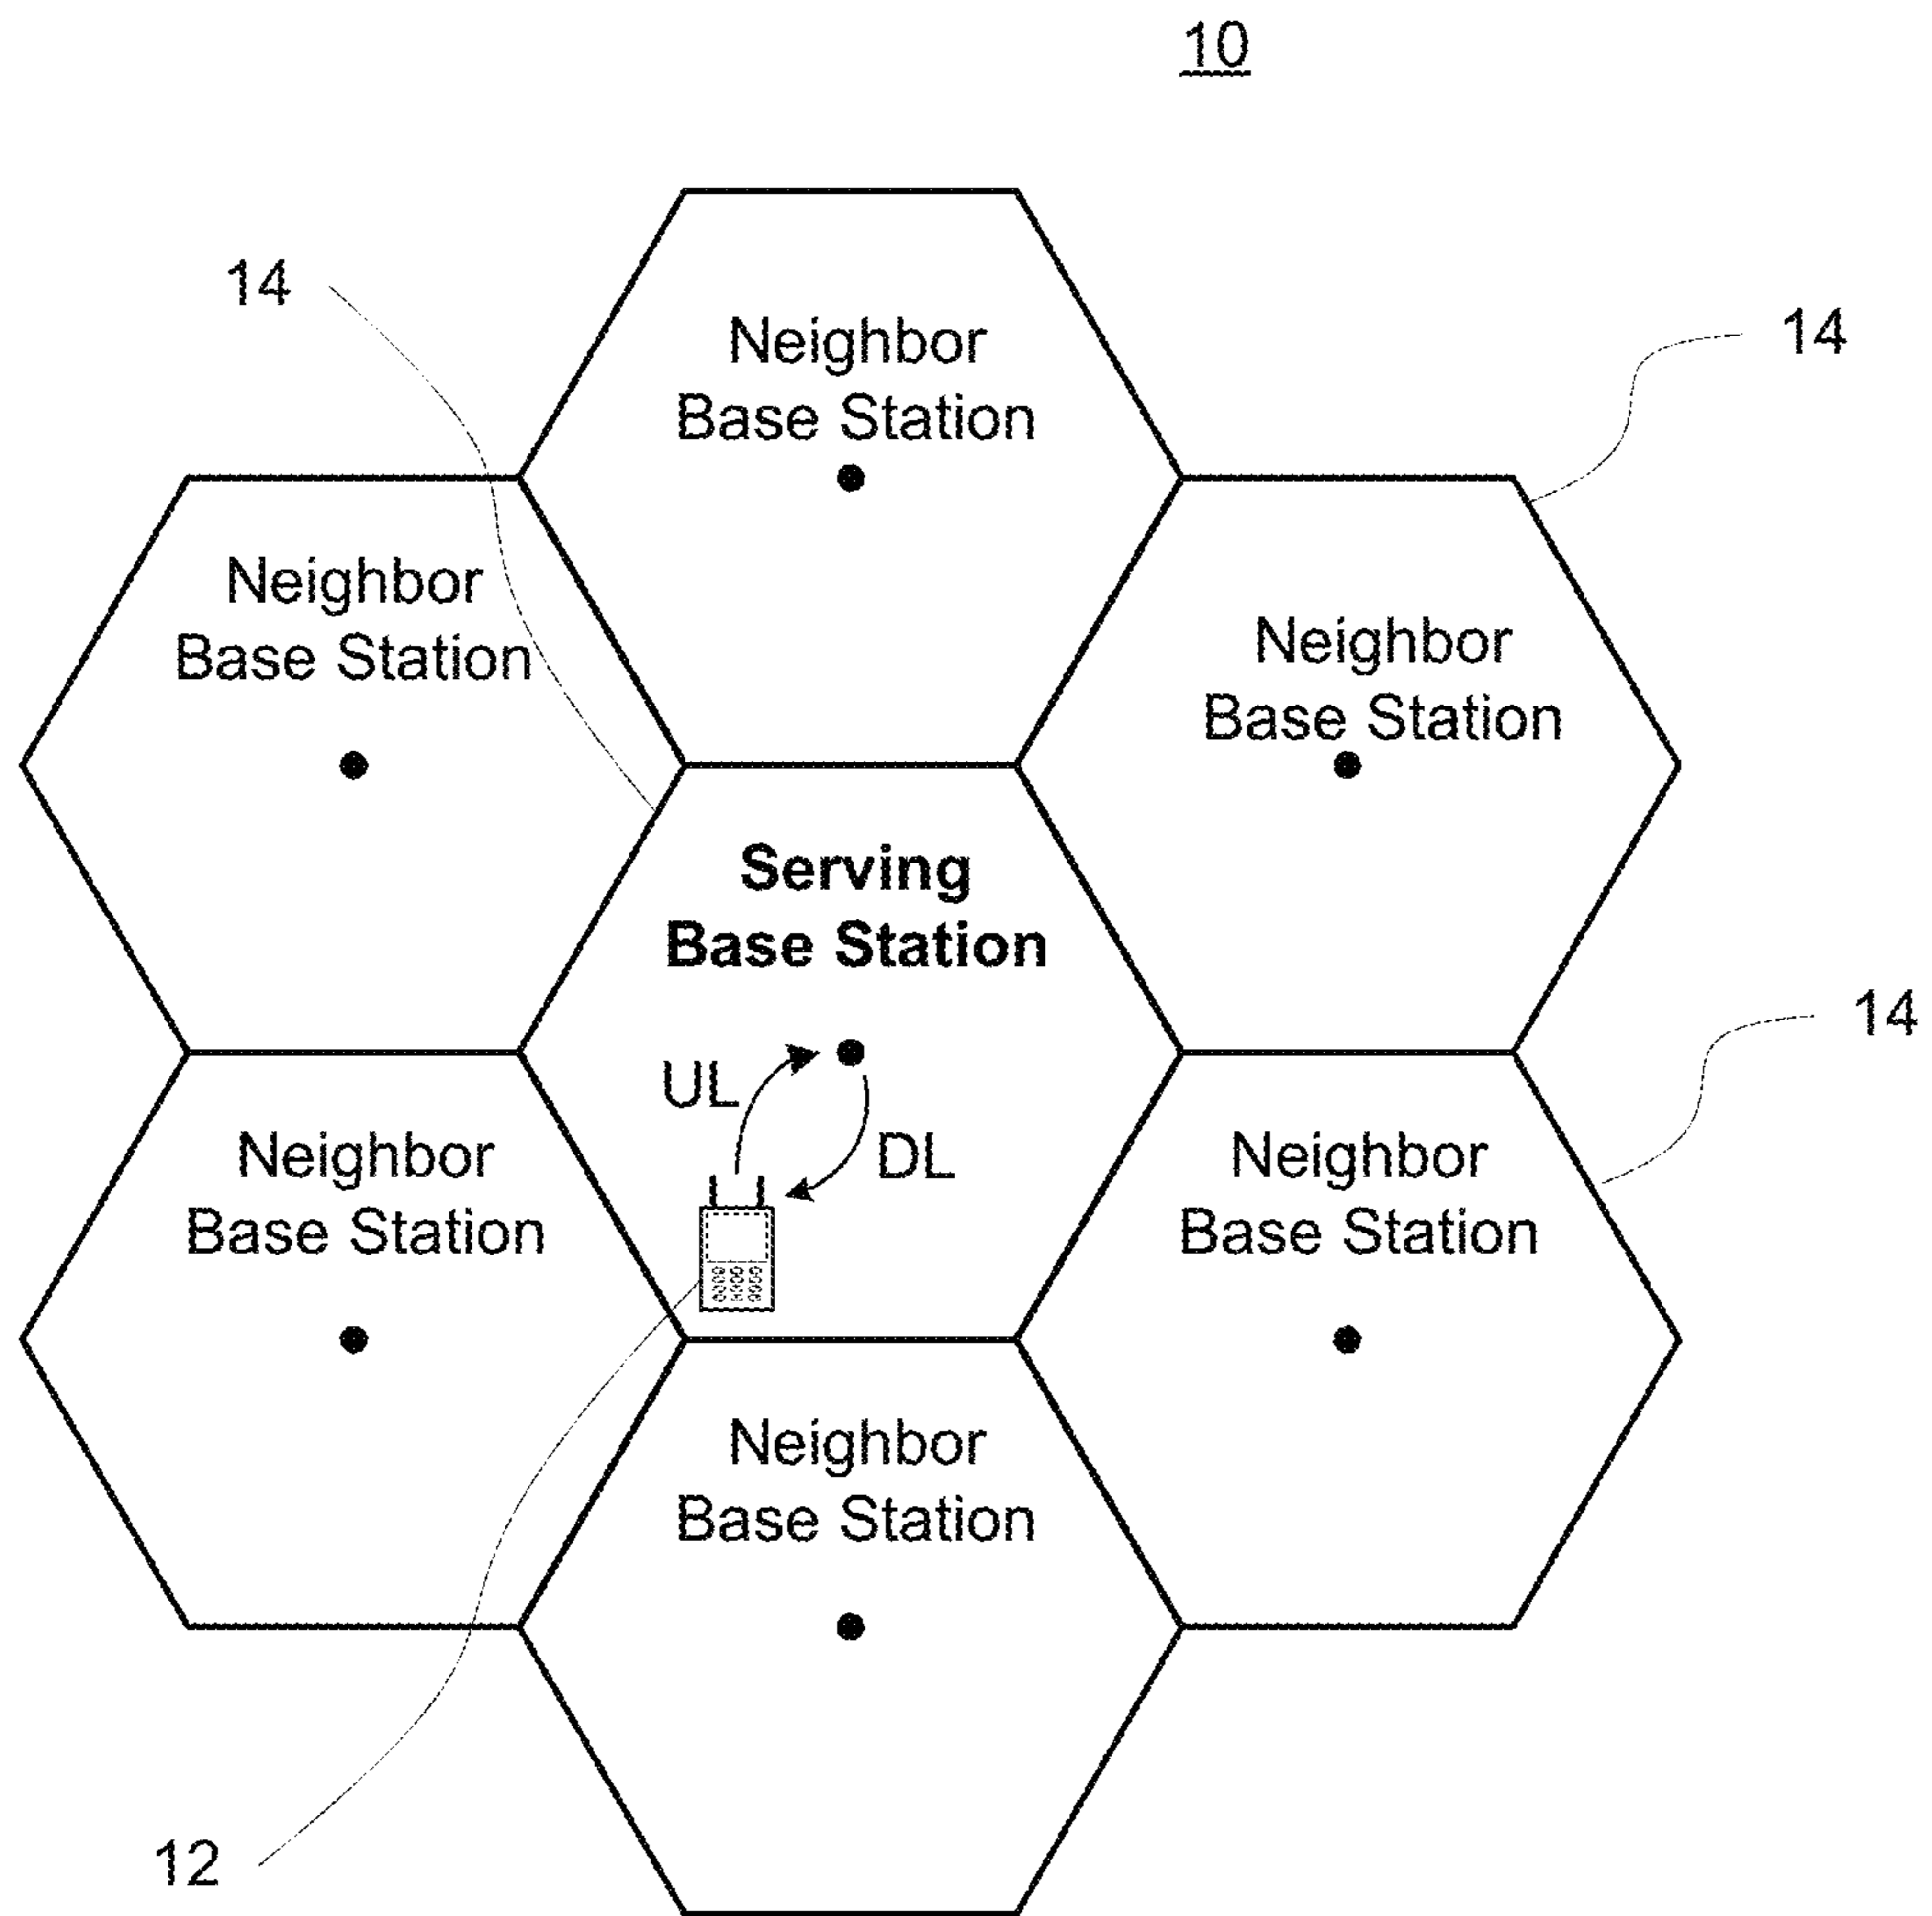 10
14
14
Neighbor
Base Station
Neighbor
Base Station
Neighbor
Base Station
Serving
Base Station
14
UL
DL
Neighbor
Base Station
Neighbor
Base Station
Neighbor
Base Station
12